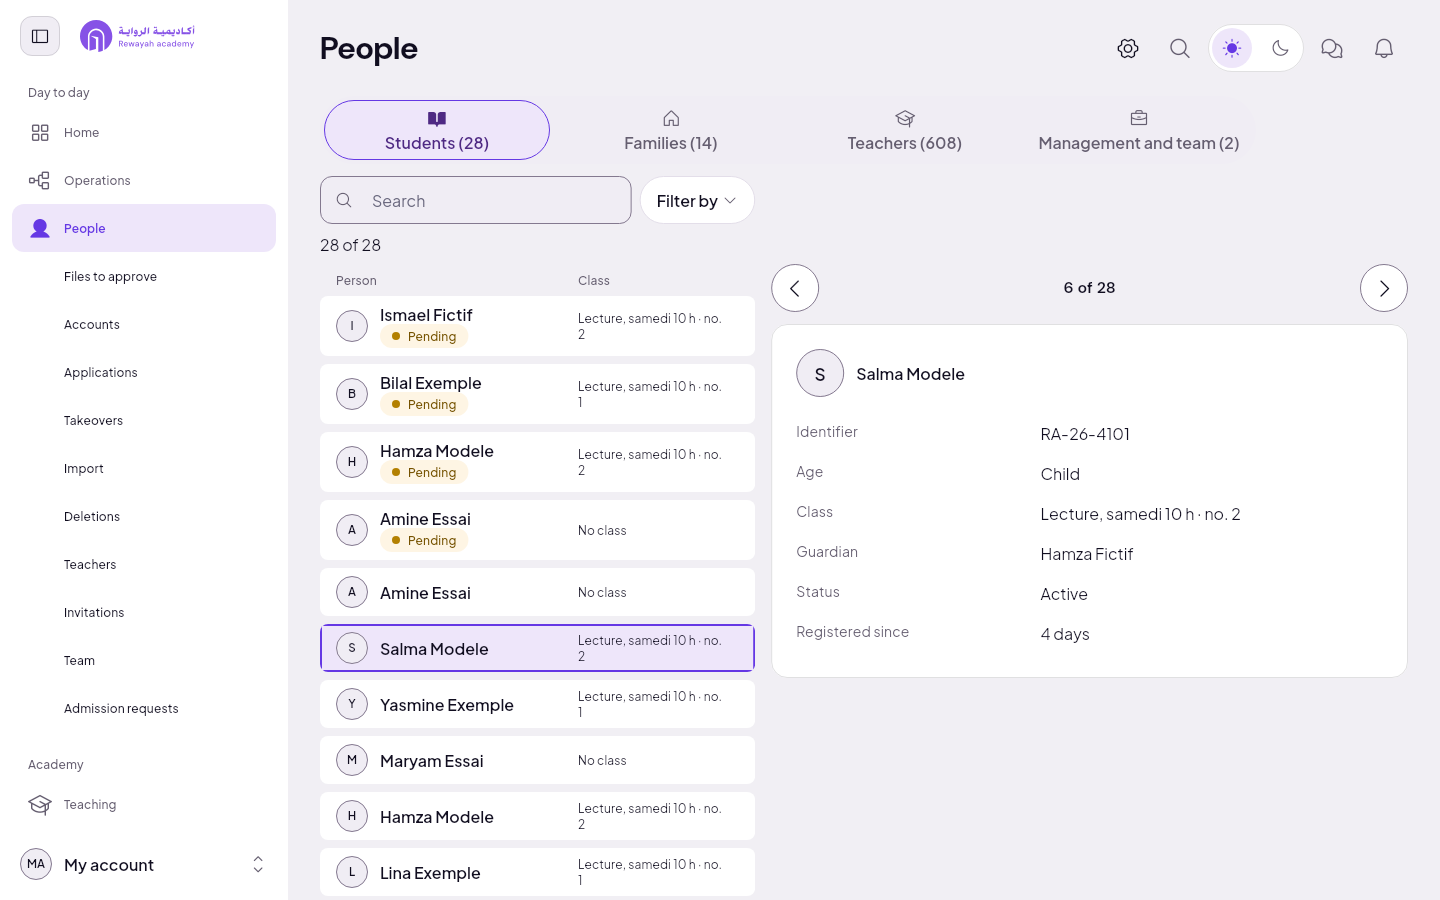 أكاديمية الرواية
Rewayah academy
Day to day
Home
Operations
People
Files to approve
Accounts
Applications
Takeovers
Import
Deletions
Teachers
Invitations
Team
Admission requests
Academy
Teaching
MA
My account
People
Students (28)
Families (14)
Teachers (608)
Management and team (2)
Search
Filter by
28 of 28
Person
Class
I
Ismael Fictif
Pending
Lecture, samedi 10 h · no.
2
B
Bilal Exemple
Pending
Lecture, samedi 10 h · no.
1
H
Hamza Modele
Pending
Lecture, samedi 10 h · no.
2
A
Amine Essai
Pending
No class
A
Amine Essai
No class
S
Salma Modele
Lecture, samedi 10 h · no.
2
Y
Yasmine Exemple
Lecture, samedi 10 h · no.
1
M
Maryam Essai
No class
H
Hamza Modele
Lecture, samedi 10 h · no.
2
L
Lina Exemple
Lecture, samedi 10 h · no.
1
6 of 28
S
Salma Modele
Identifier
RA-26-4101
Age
Child
Class
Lecture, samedi 10 h · no. 2
Guardian
Hamza Fictif
Status
Active
Registered since
4 days